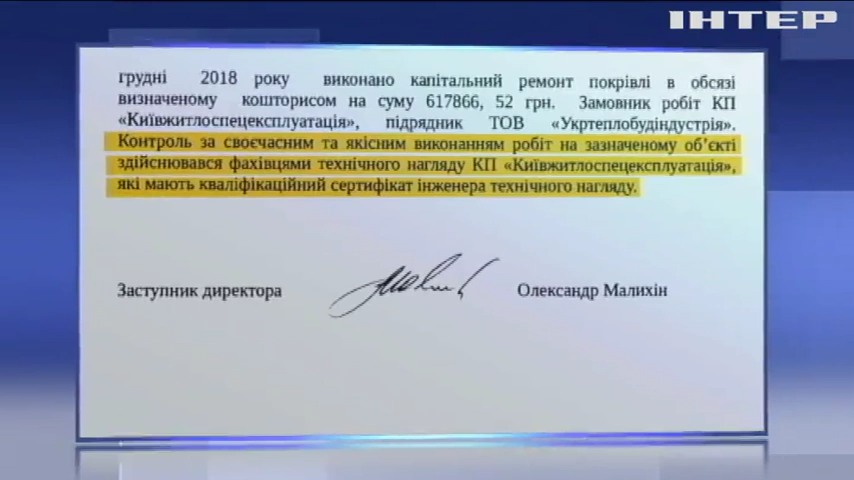 ІНТЕР
грудні 2018 року виконано капітальний ремонт покрівлі в обсязі
визначеному кошторисом на суму 617866, 52 грн. Замовник робіт КП
«Київжитлоспецексплуатація», підрядник ТОВ «Укртеплобудіндустрія».
Контроль за своєчасним та якісним виконанням робіт на зазначеному об’єкті
здійснювався фахівцями технічного нагляду КП «Київжитлоспецексплуатація»,
які мають кваліфікаційний сертифікат інженера технічного нагляду.
Заступник директора Олександр Малихін